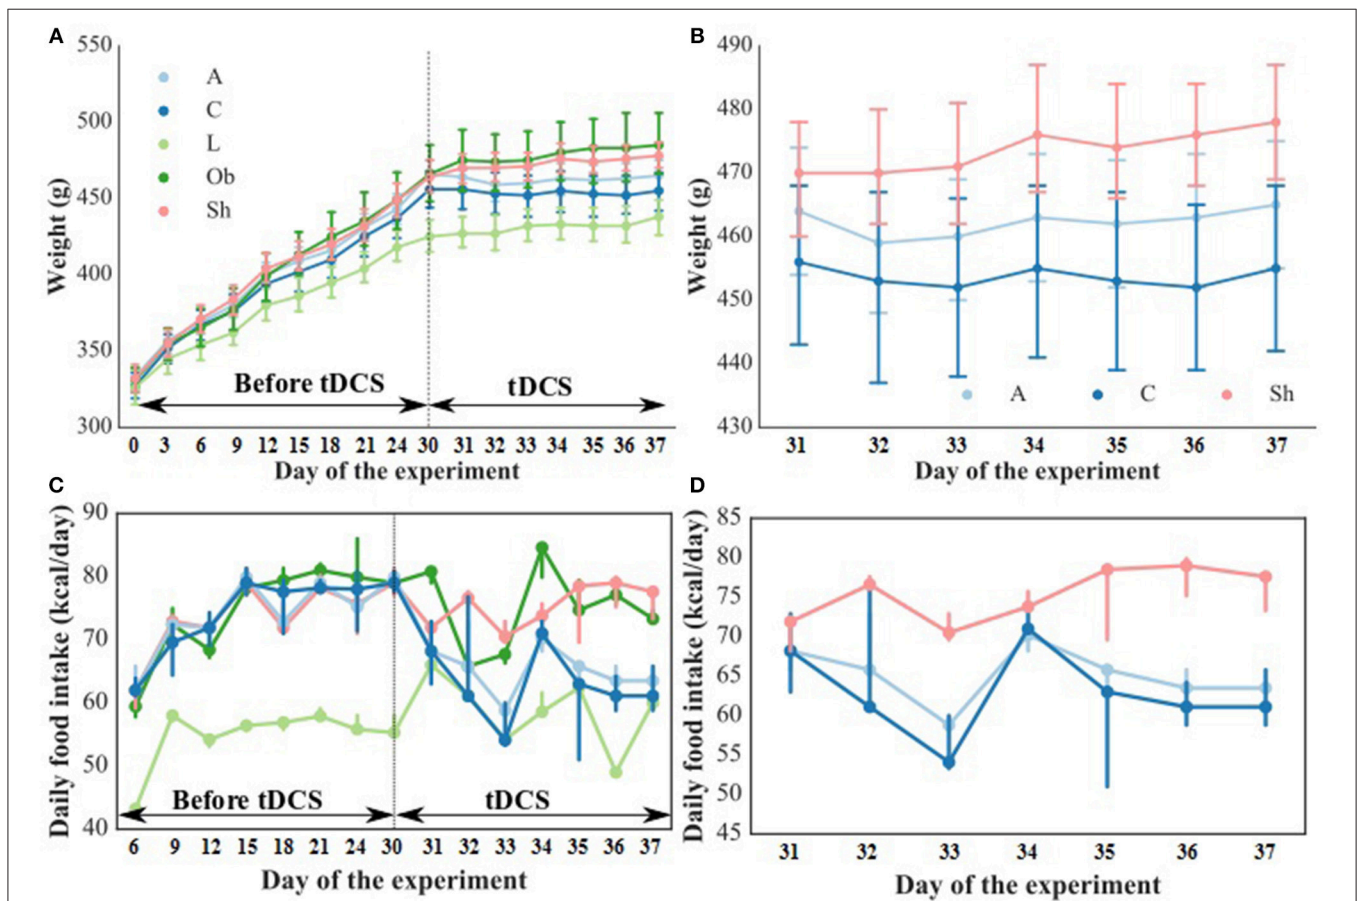 A
Weight (g)
550
500
450
400
350
300
A
C
L
Ob
Sh
Before tDCS
tDCS
0 3 6 9 12 15 18 21 24 30 31 32 33 34 35 36 37
Day of the experiment
B
Weight (g)
490
480
470
460
450
440
430
A C Sh
31 32 33 34 35 36 37
Day of the experiment
C
Daily food intake (kcal/day)
90
80
70
60
50
40
Before tDCS
tDCS
6 9 12 15 18 21 24 30 31 32 33 34 35 36 37
Day of the experiment
D
Daily food intake (kcal/day)
85
80
75
70
65
60
55
50
45
31 32 33 34 35 36 37
Day of the experiment